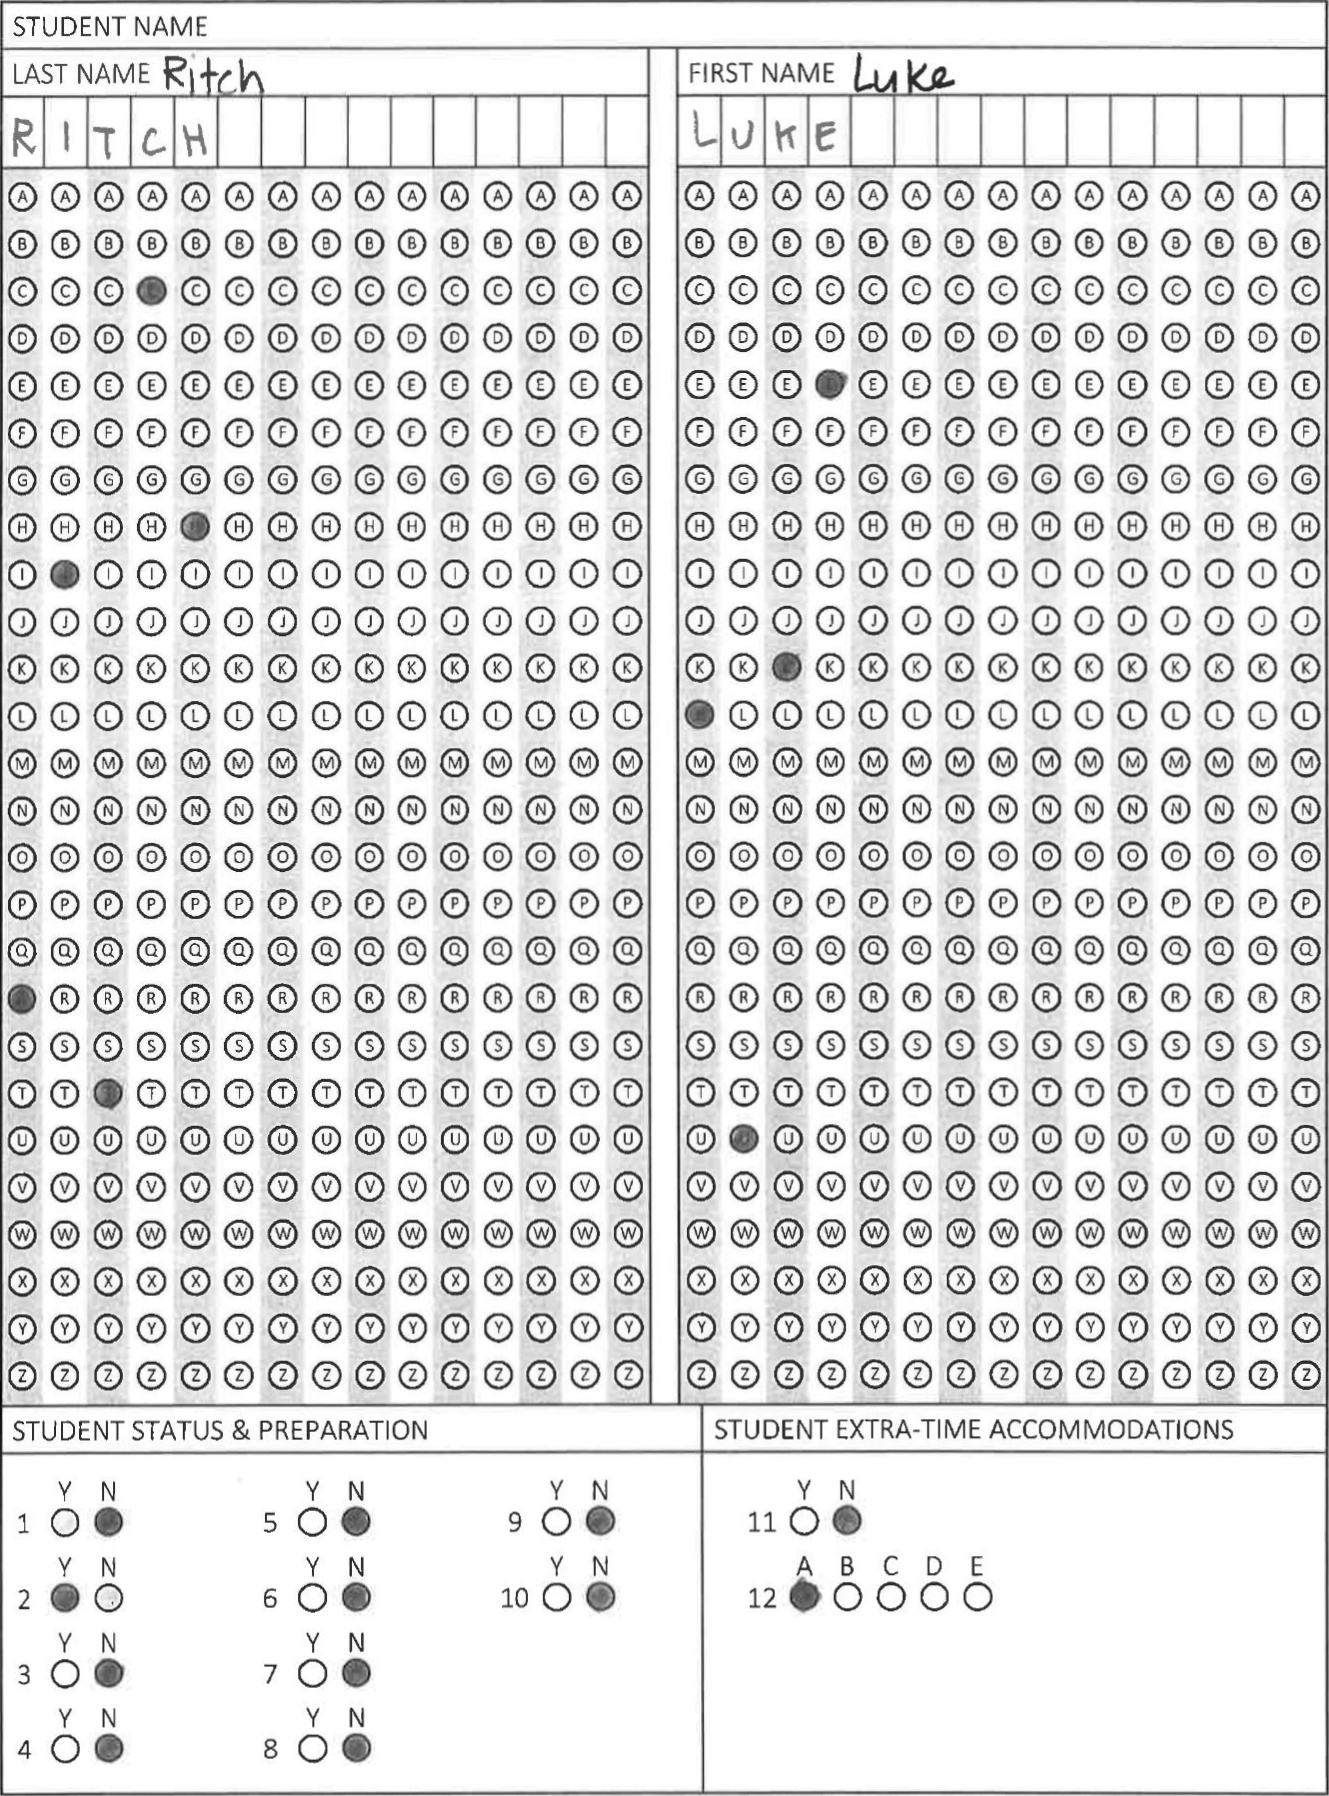 STUDENT NAME
LAST NAME Ritch FIRST NAME Luke
R I T C H L U K E
A A A A A A A A A A A A A A A A A A A A A A A A A A A A A A
B B B B B B B B B B B B B B B B B B B B B B B B B B B B B B
C C C C C C C C C C C C C C C C C C C C C C C C C C C C C
D D D D D D D D D D D D D D D D D D D D D D D D D D D D D D
E E E E E E E E E E E E E E E E E E E E E E E E E E E E E
F F F F F F F F F F F F F F F F F F F F F F F F F F F F F F
G G G G G G G G G G G G G G G G G G G G G G G G G G G G G G
H H H H H H H H H H H H H H H H H H H H H H H H H H H H H
I I I I I I I I I I I I I I I I I I I I I I I I I I I I I
J J J J J J J J J J J J J J J J J J J J J J J J J J J J J J
K K K K K K K K K K K K K K K K K K K K K K K K K K K K K
L L L L L L L L L L L L L L L L L L L L L L L L L L L L L
M M M M M M M M M M M M M M M M M M M M M M M M M M M M M M
N N N N N N N N N N N N N N N N N N N N N N N N N N N N N N
O O O O O O O O O O O O O O O O O O O O O O O O O O O O O O
P P P P P P P P P P P P P P P P P P P P P P P P P P P P P P
Q Q Q Q Q Q Q Q Q Q Q Q Q Q Q Q Q Q Q Q Q Q Q Q Q Q Q Q Q Q
R R R R R R R R R R R R R R R R R R R R R R R R R R R R R
S S S S S S S S S S S S S S S S S S S S S S S S S S S S S S
T T T T T T T T T T T T T T T T T T T T T T T T T T T T T
U U U U U U U U U U U U U U U U U U U U U U U U U U U U U U
V V V V V V V V V V V V V V V V V V V V V V V V V V V V V V
W W W W W W W W W W W W W W W W W W W W W W W W W W W W W W
X X X X X X X X X X X X X X X X X X X X X X X X X X X X X X
Y Y Y Y Y Y Y Y Y Y Y Y Y Y Y Y Y Y Y Y Y Y Y Y Y Y Y Y Y Y
Z Z Z Z Z Z Z Z Z Z Z Z Z Z Z Z Z Z Z Z Z Z Z Z Z Z Z Z Z Z
STUDENT STATUS & PREPARATION
Y N
1
Y N
2
Y N
3
Y N
4
Y N
5
Y N
6
Y N
7
Y N
8
Y N
9
Y N
10
STUDENT EXTRA-TIME ACCOMMODATIONS
Y N
11
A B C D E
12